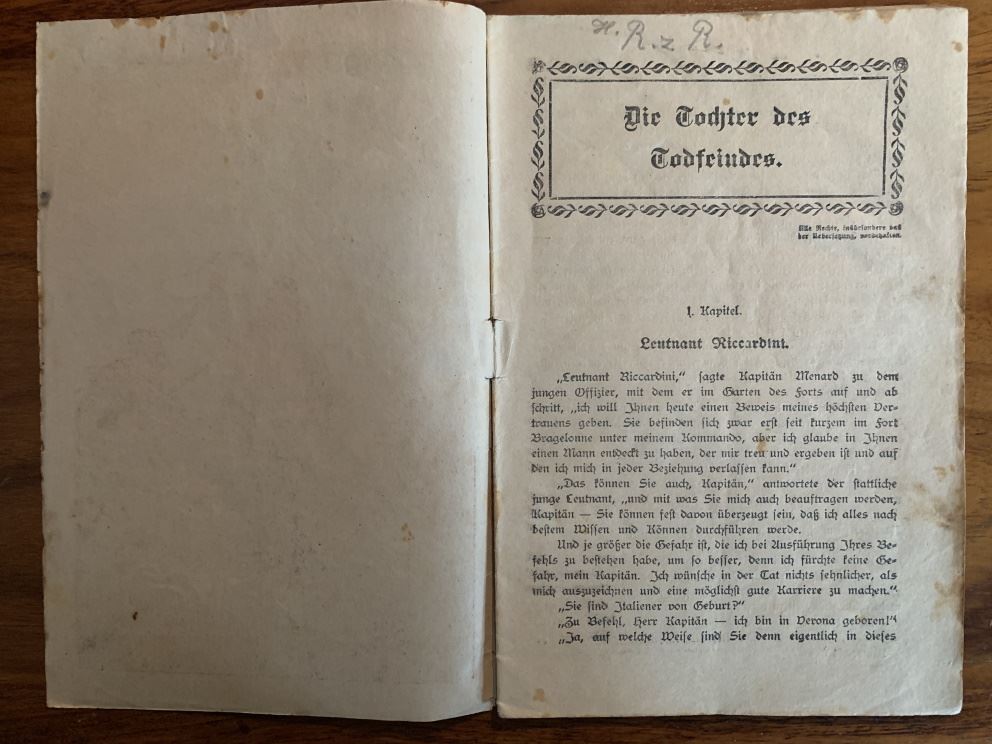 R. z R.
Die Tochter des
Todfeindes.
Alle Rechte, insbesondere das
der Uebersetzung, vorbehalten.
1. Kapitel.
Leutnant Riccardini.
„Leutnant Riccardini,“ sagte Kapitän Menard zu dem
jungen Offizier, mit dem er im Garten des Forts auf und ab
schritt, „ich will Ihnen heute einen Beweis meines höchsten Ver-
trauens geben. Sie befinden sich zwar erst seit kurzem im Fort
Bragelonne unter meinem Kommando, aber ich glaube in Ihnen
einen Mann entdeckt zu haben, der mir treu und ergeben ist und auf
den ich mich in jeder Beziehung verlassen kann.“
„Das können Sie auch, Kapitän,“ antwortete der stattliche
junge Leutnant, „und mit was Sie mich auch beauftragen werden,
Kapitän — Sie können fest davon überzeugt sein, daß ich alles nach
bestem Wissen und Können durchführen werde.
Und je größer die Gefahr ist, die ich bei Ausführung Ihres Be-
fehls zu bestehen habe, um so besser, denn ich fürchte keine Ge-
fahr, mein Kapitän. Ich wünsche in der Tat nichts sehnlicher, als
mich auszuzeichnen und eine möglichst gute Karriere zu machen.“
„Sie sind Italiener von Geburt?“
„Zu Befehl, Herr Kapitän — ich bin in Verona geboren!“
„Ja, auf welche Weise sind Sie denn eigentlich in dieses